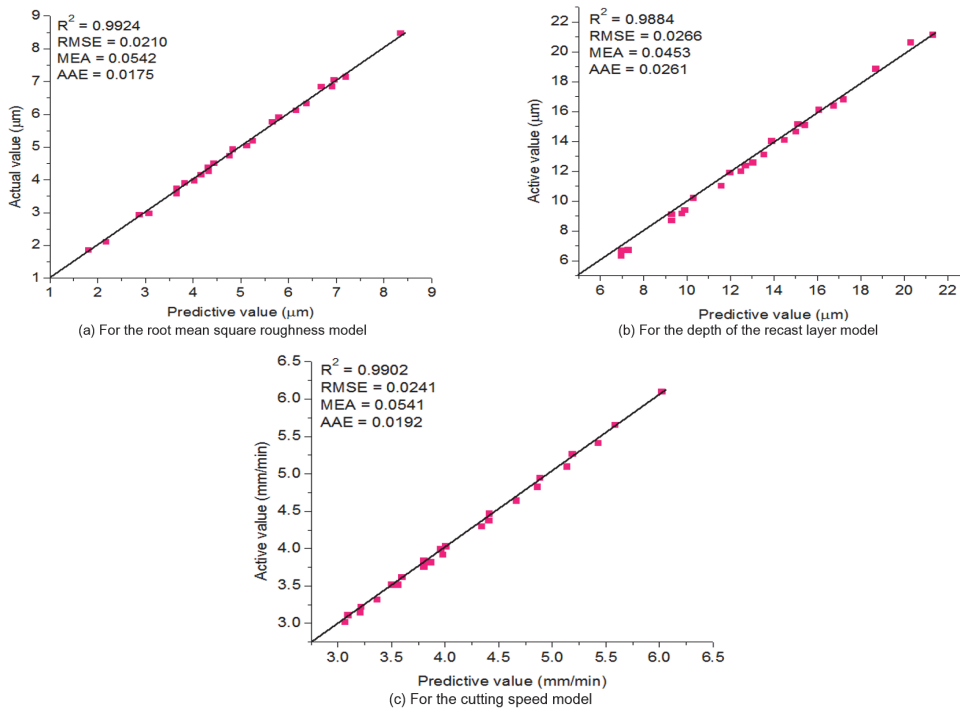 R² = 0.9924
RMSE = 0.0210
MEA = 0.0542
AAE = 0.0175
Actual value (μm)
9
8
7
6
5
4
3
2
1
1 2 3 4 5 6 7 8 9
Predictive value (μm)
(a) For the root mean square roughness model
R² = 0.9884
RMSE = 0.0266
MEA = 0.0453
AAE = 0.0261
Active value (μm)
22
20
18
16
14
12
10
8
6
6 8 10 12 14 16 18 20 22
Predictive value (μm)
(b) For the depth of the recast layer model
R² = 0.9902
RMSE = 0.0241
MEA = 0.0541
AAE = 0.0192
Active value (mm/min)
6.5
6.0
5.5
5.0
4.5
4.0
3.5
3.0
3.0 3.5 4.0 4.5 5.0 5.5 6.0 6.5
Predictive value (mm/min)
(c) For the cutting speed model